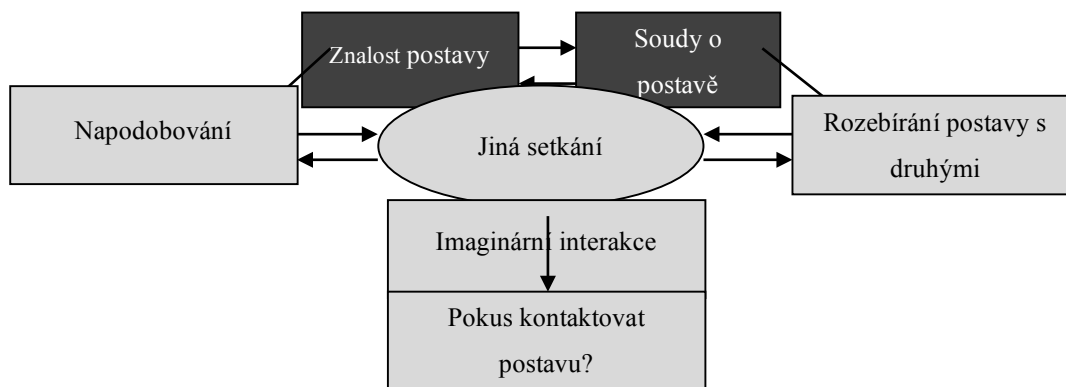 Znalost postavy
Soudy o
postavě
Napodobování
Jiná setkání
Rozebírání postavy s
druhými
Imaginární interakce
Pokus kontaktovat
postavu?